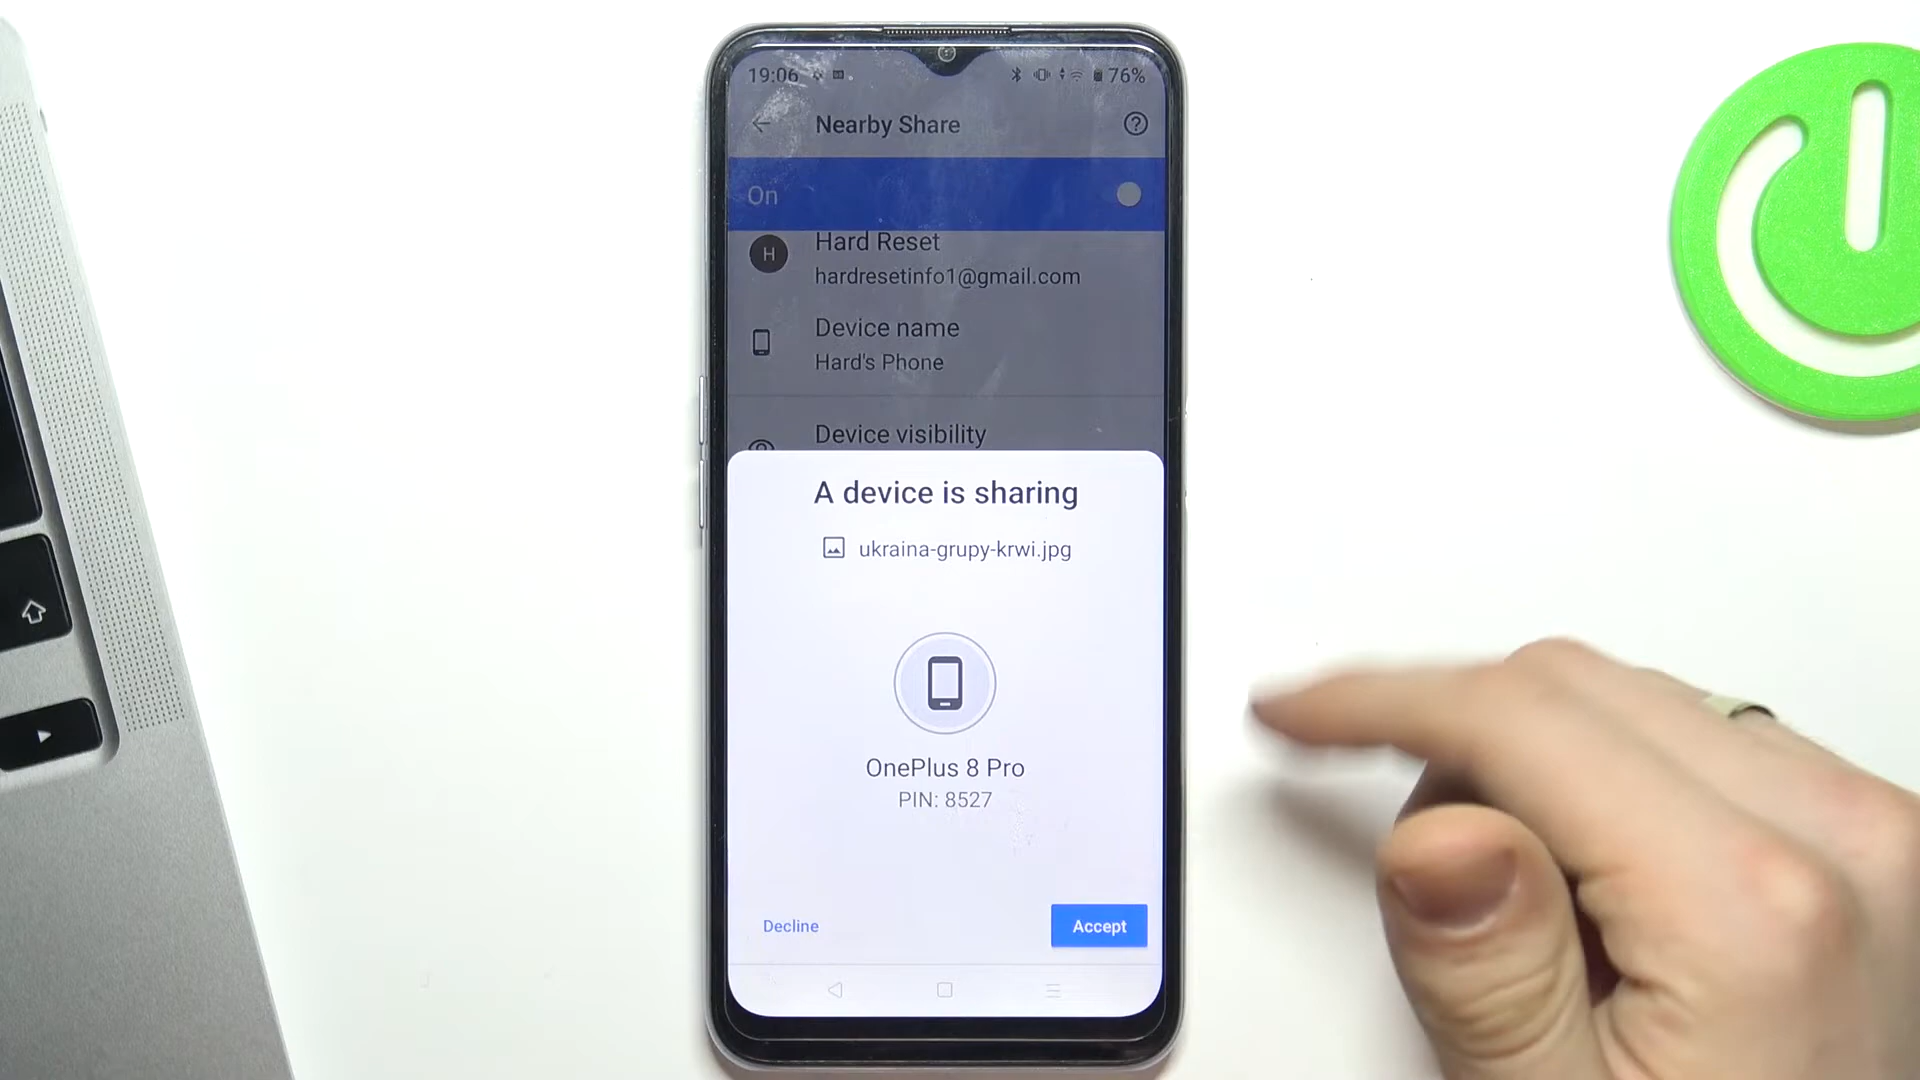 19:06
76%
Nearby Share
On
H
Hard Reset
hardresetinfo1@gmail.com
Device name
Hard's Phone
Device visibility
A device is sharing
ukraina-grupy-krwi.jpg
OnePlus 8 Pro
PIN: 8527
Decline
Accept